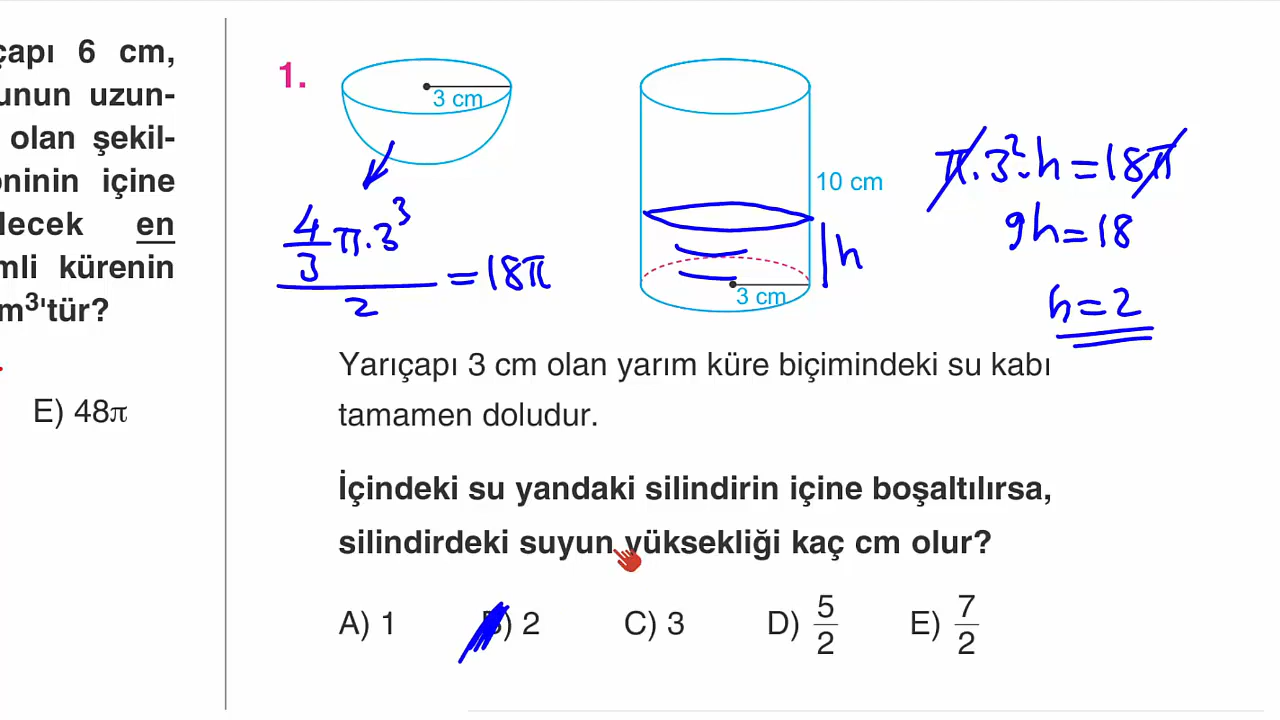 çapı 6 cm,
unun uzun-
olan şekil-
oninin içine
lecek en
mli kürenin
m³'tür?
E) 48π
1.
3 cm
10 cm
3 cm
4/3 π.3³ / 2 = 18π
h
π.3².h=18π
9h=18
h=2
Yarıçapı 3 cm olan yarım küre biçimindeki su kabı
tamamen doludur.
İçindeki su yandaki silindirin içine boşaltılırsa,
silindirdeki suyun yüksekliği kaç cm olur?
A) 1 B) 2 C) 3 D) 5/2 E) 7/2